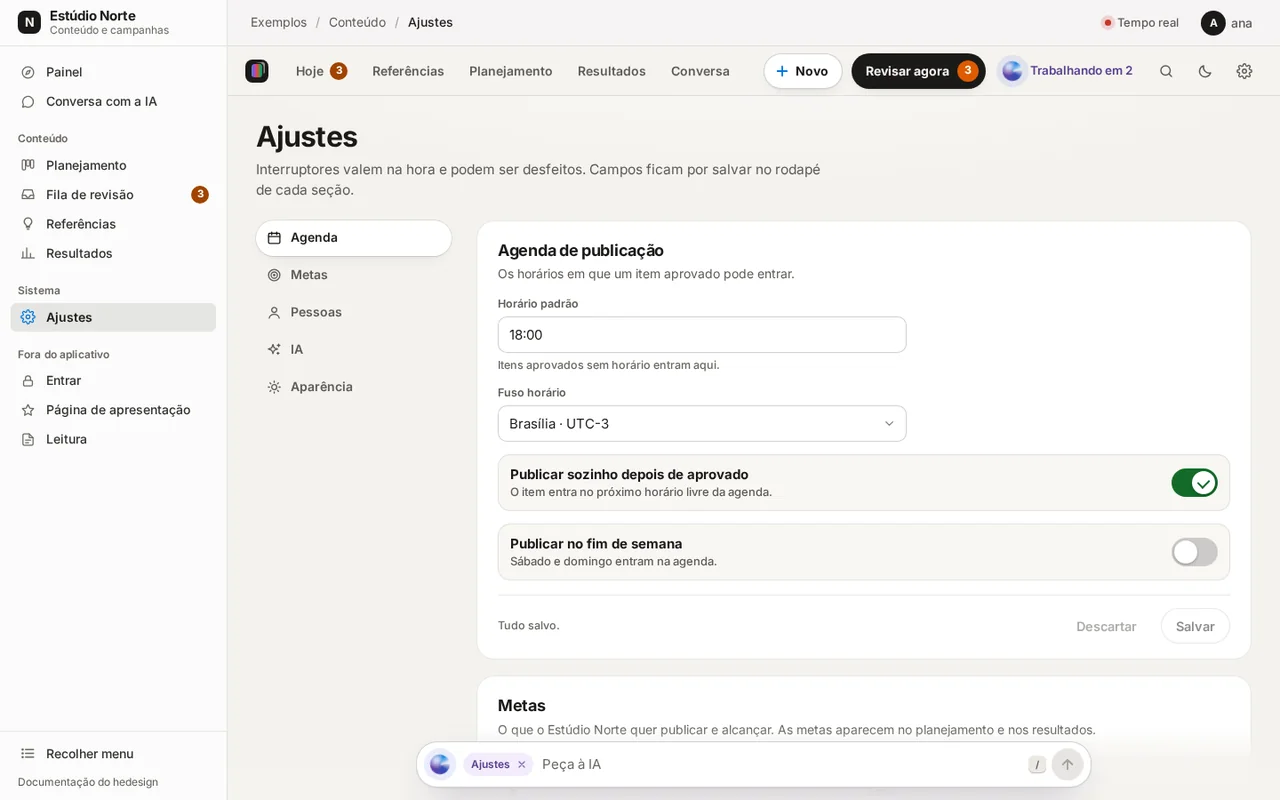 N
Estúdio Norte
Conteúdo e campanhas
Painel
Conversa com a IA
Conteúdo
Planejamento
Fila de revisão 3
Referências
Resultados
Sistema
Ajustes
Fora do aplicativo
Entrar
Página de apresentação
Leitura
Recolher menu
Documentação do hedesign
Exemplos / Conteúdo / Ajustes
Tempo real
A ana
Hoje 3 Referências Planejamento Resultados Conversa
+ Novo
Revisar agora 3
Trabalhando em 2
Ajustes
Interruptores valem na hora e podem ser desfeitos. Campos ficam por salvar no rodapé
de cada seção.
Agenda
Metas
Pessoas
IA
Aparência
Agenda de publicação
Os horários em que um item aprovado pode entrar.
Horário padrão
18:00
Itens aprovados sem horário entram aqui.
Fuso horário
Brasília · UTC-3
Publicar sozinho depois de aprovado
O item entra no próximo horário livre da agenda.
Publicar no fim de semana
Sábado e domingo entram na agenda.
Tudo salvo.
Descartar
Salvar
Metas
O que o Estúdio Norte quer publicar e alcançar. As metas aparecem no planejamento e nos resultados.
Ajustes ×
Peça à IA
/